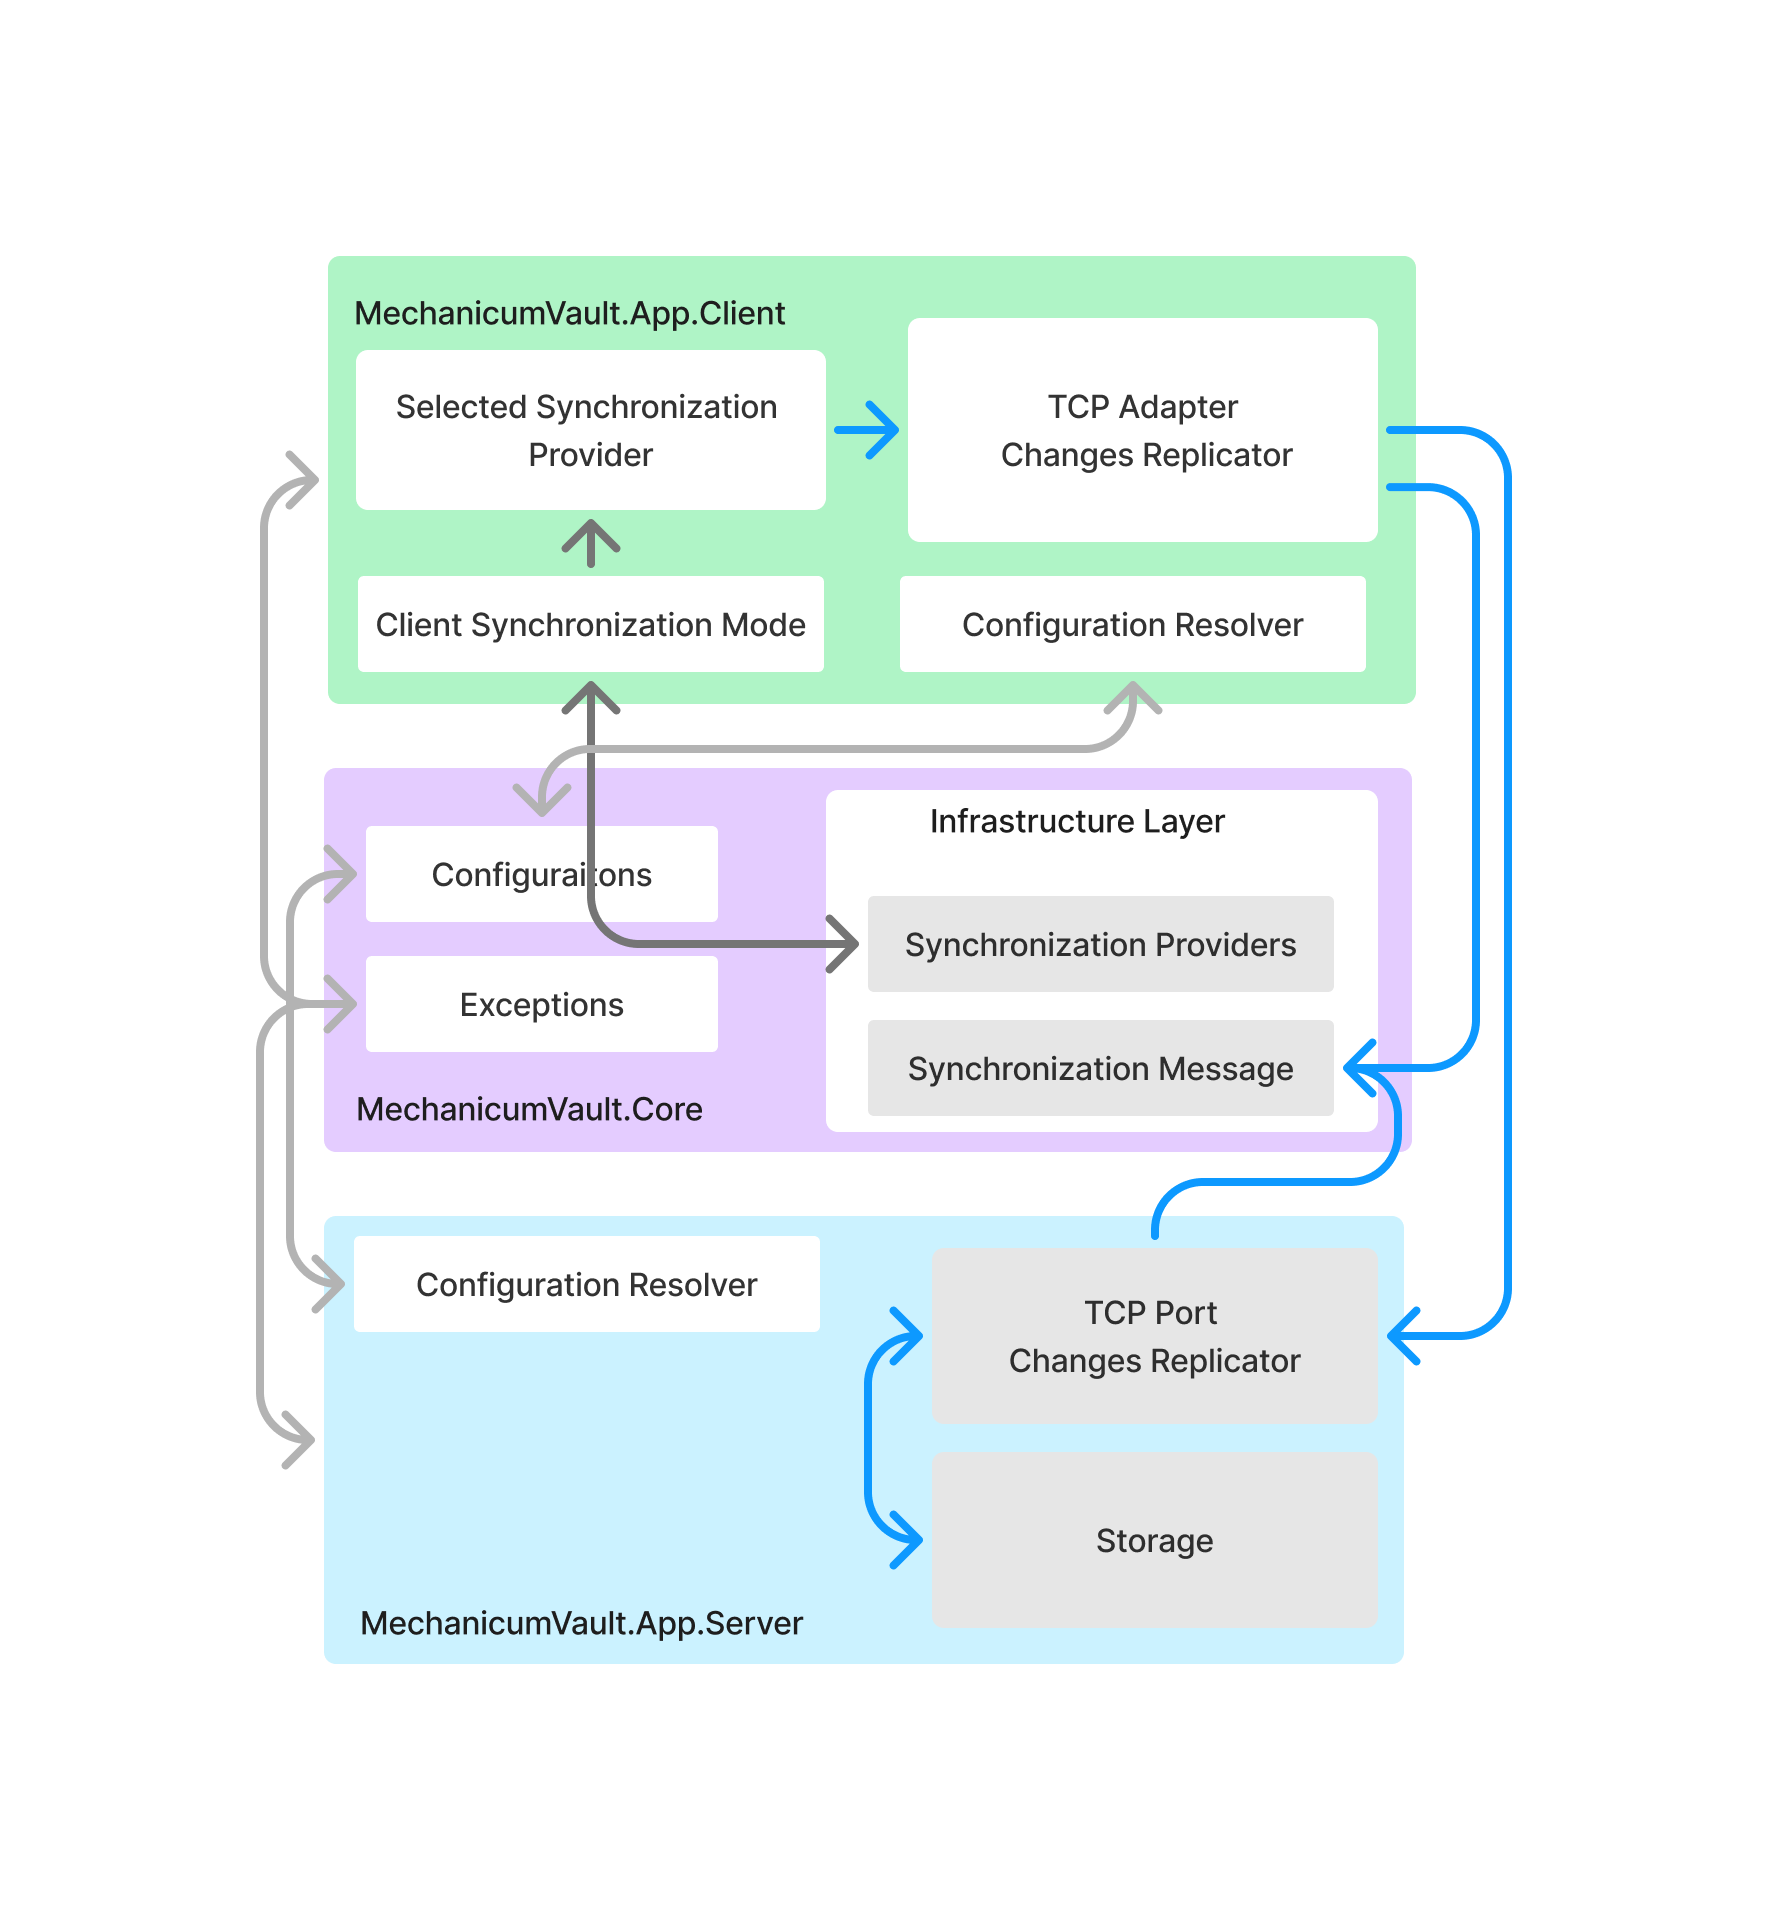 MechanicumVault.App.Client
Selected Synchronization
Provider
TCP Adapter
Changes Replicator
Client Synchronization Mode
Configuration Resolver
Infrastructure Layer
Configuraitons
Synchronization Providers
Exceptions
Synchronization Message
MechanicumVault.Core
Configuration Resolver
TCP Port
Changes Replicator
Storage
MechanicumVault.App.Server